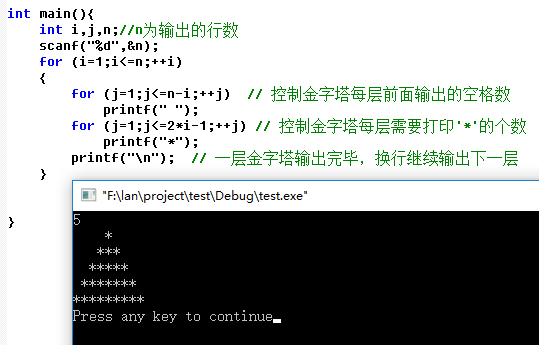 int main(){
int i,j,n;//n为输出的行数
scanf("%d",&n);
for (i=1;i<=n;++i)
{
for (j=1;j<=n-i;++j)  // 控制金字塔每层前面输出的空格数
printf(" ");
for (j=1;j<=2*i-1;++j) // 控制金字塔每层需要打印'*'的个数
printf("*");
printf("\n");  // 一层金字塔输出完毕，换行继续输出下一层
}
}
"F:\lan\project\test\Debug\test.exe"
5
    *
   ***
  *****
 *******
*********
Press any key to continue